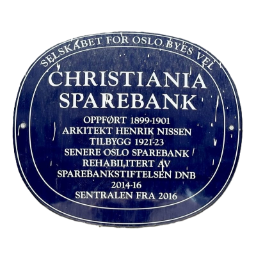 SELSKABET FOR OSLO BYES VEL
CHRISTIANIA
SPAREBANK
OPPFØRT 1899-1901
ARKITEKT HENRIK NISSEN
TILBYGG 1921-23
SENERE OSLO SPAREBANK
REHABILITERT AV
SPAREBANKSTIFTELSEN DNB
2014-16
SENTRALEN FRA 2016